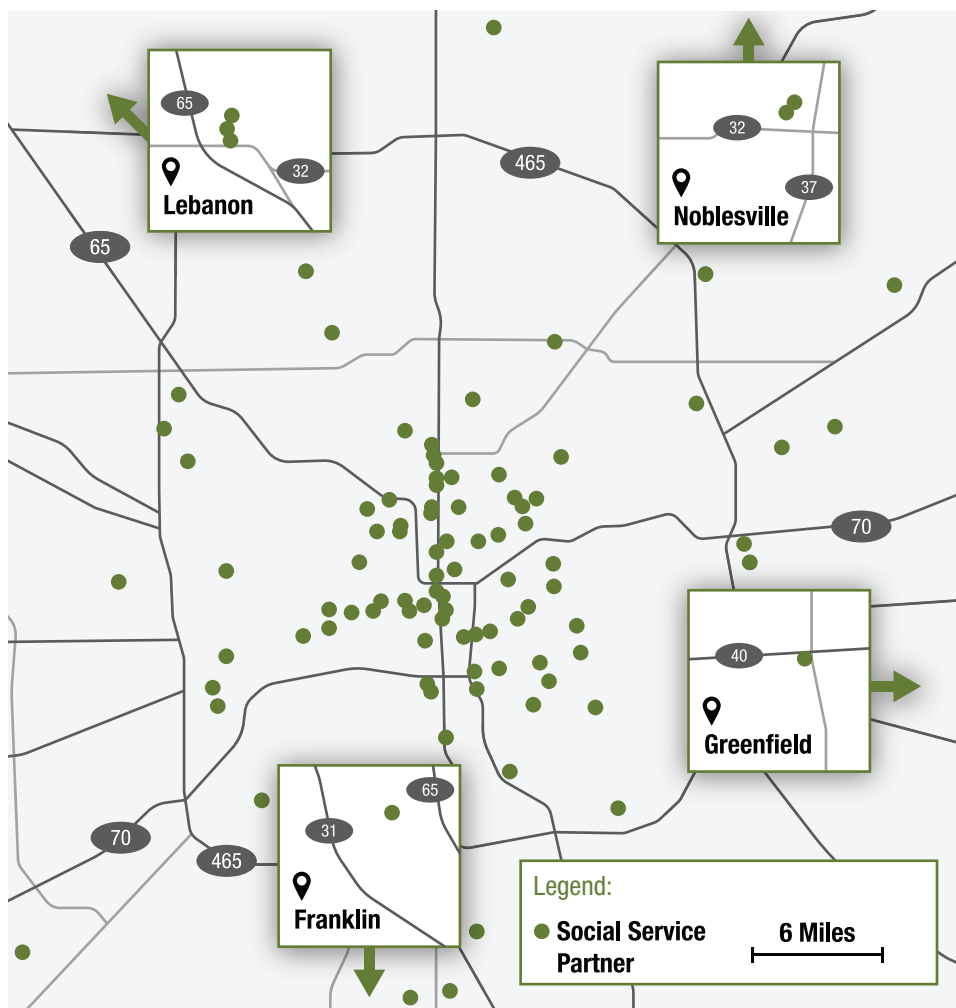 65
32
Lebanon
465
32
37
Noblesville
65
70
40
Greenfield
65
31
Franklin
70
465
Legend:
Social Service
Partner
6 Miles